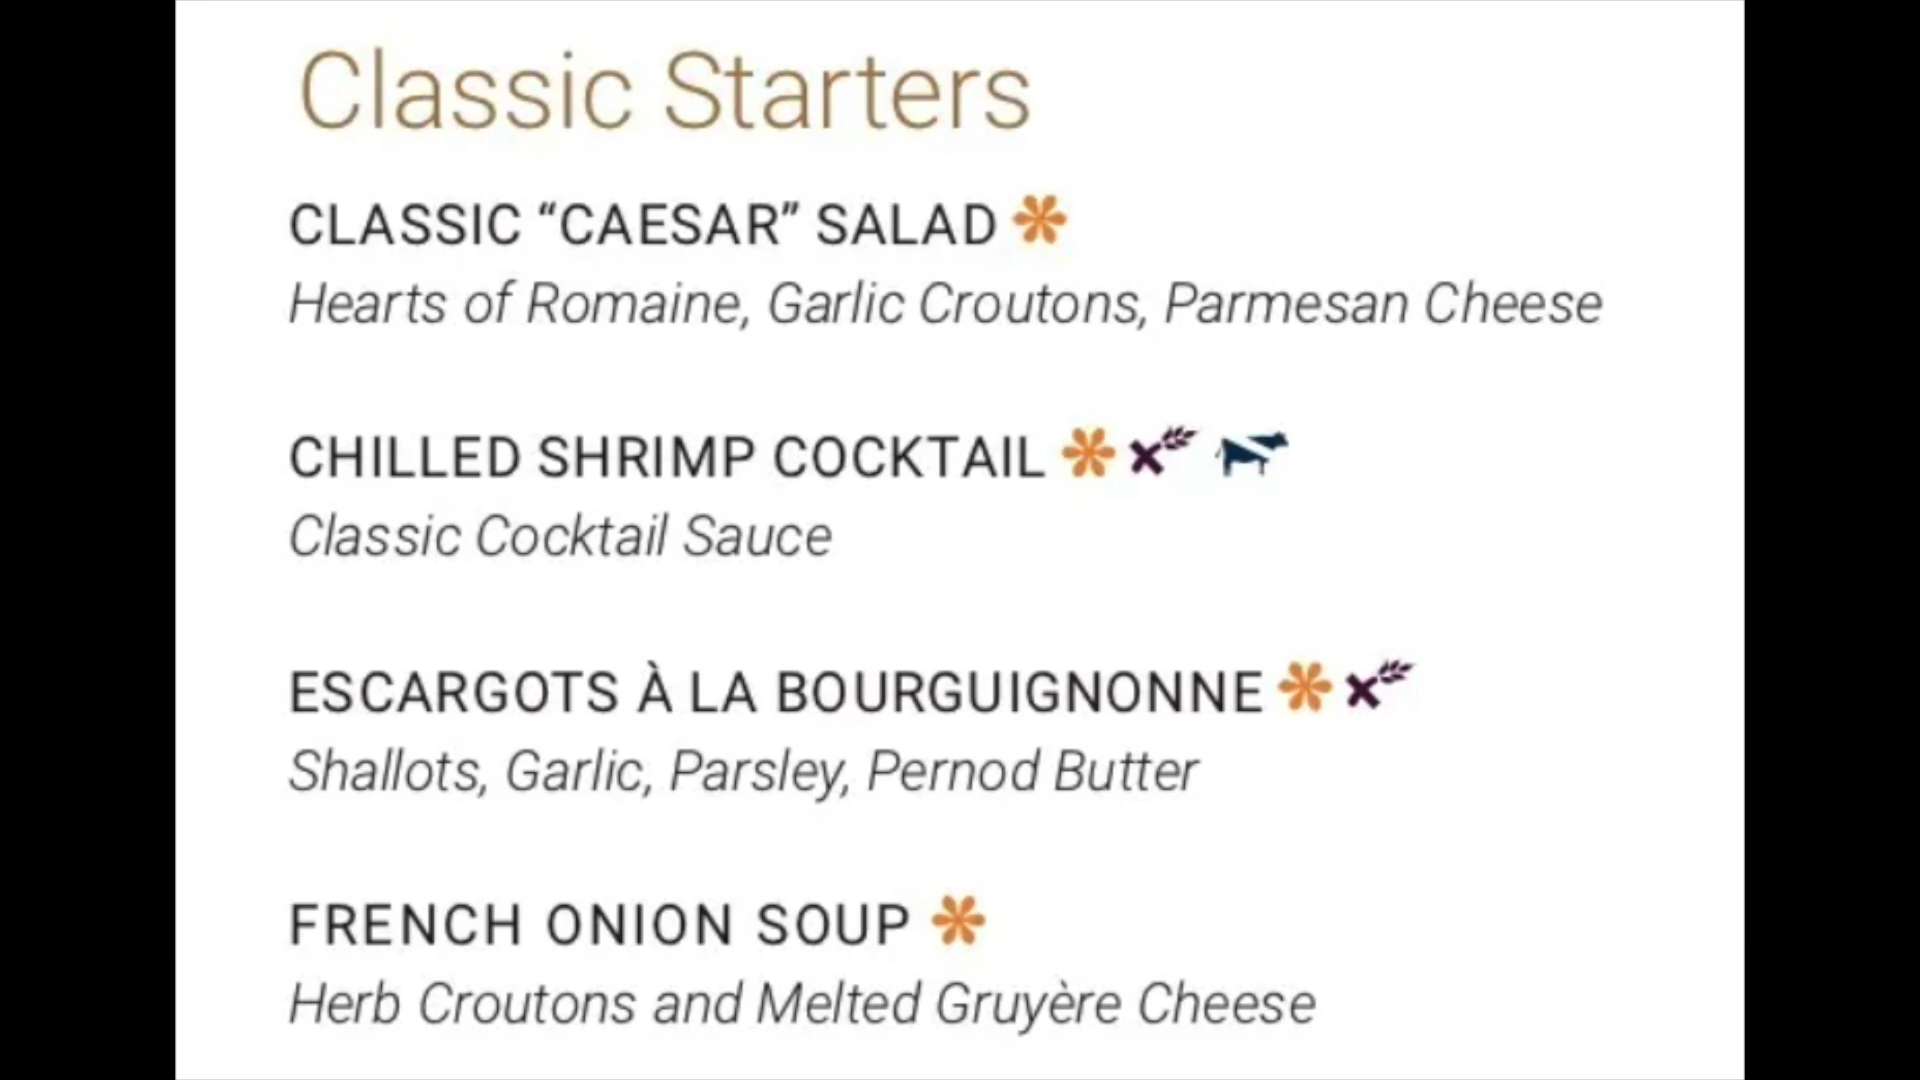 Classic Starters
CLASSIC “CAESAR” SALAD
Hearts of Romaine, Garlic Croutons, Parmesan Cheese
CHILLED SHRIMP COCKTAIL
Classic Cocktail Sauce
ESCARGOTS À LA BOURGUIGNONNE
Shallots, Garlic, Parsley, Pernod Butter
FRENCH ONION SOUP
Herb Croutons and Melted Gruyère Cheese